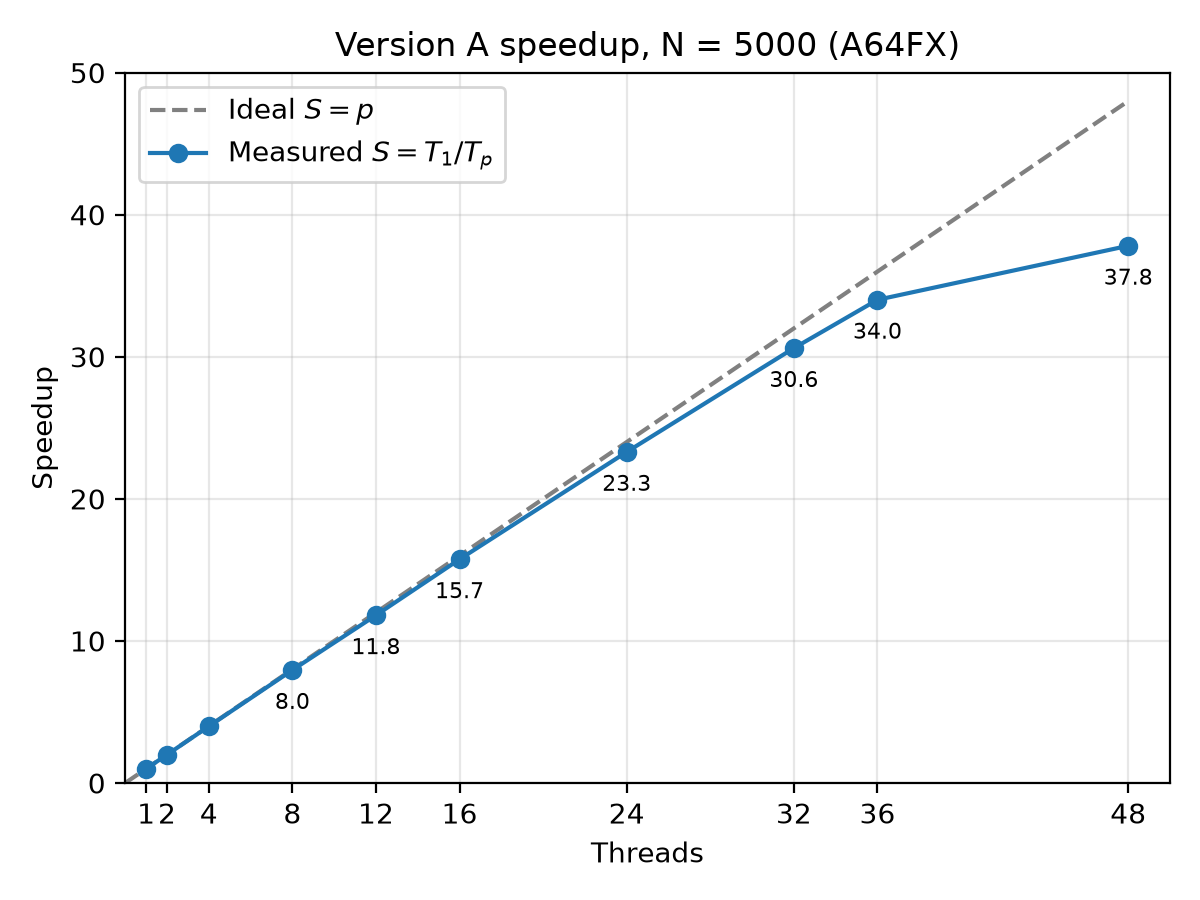 Version A speedup, N = 5000 (A64FX)
Ideal S = p
Measured S = T₁/Tₚ
50
40
30
20
10
0
Speedup
8.0
11.8
15.7
23.3
30.6
34.0
37.8
1 2 4 8 12 16 24 32 36 48
Threads